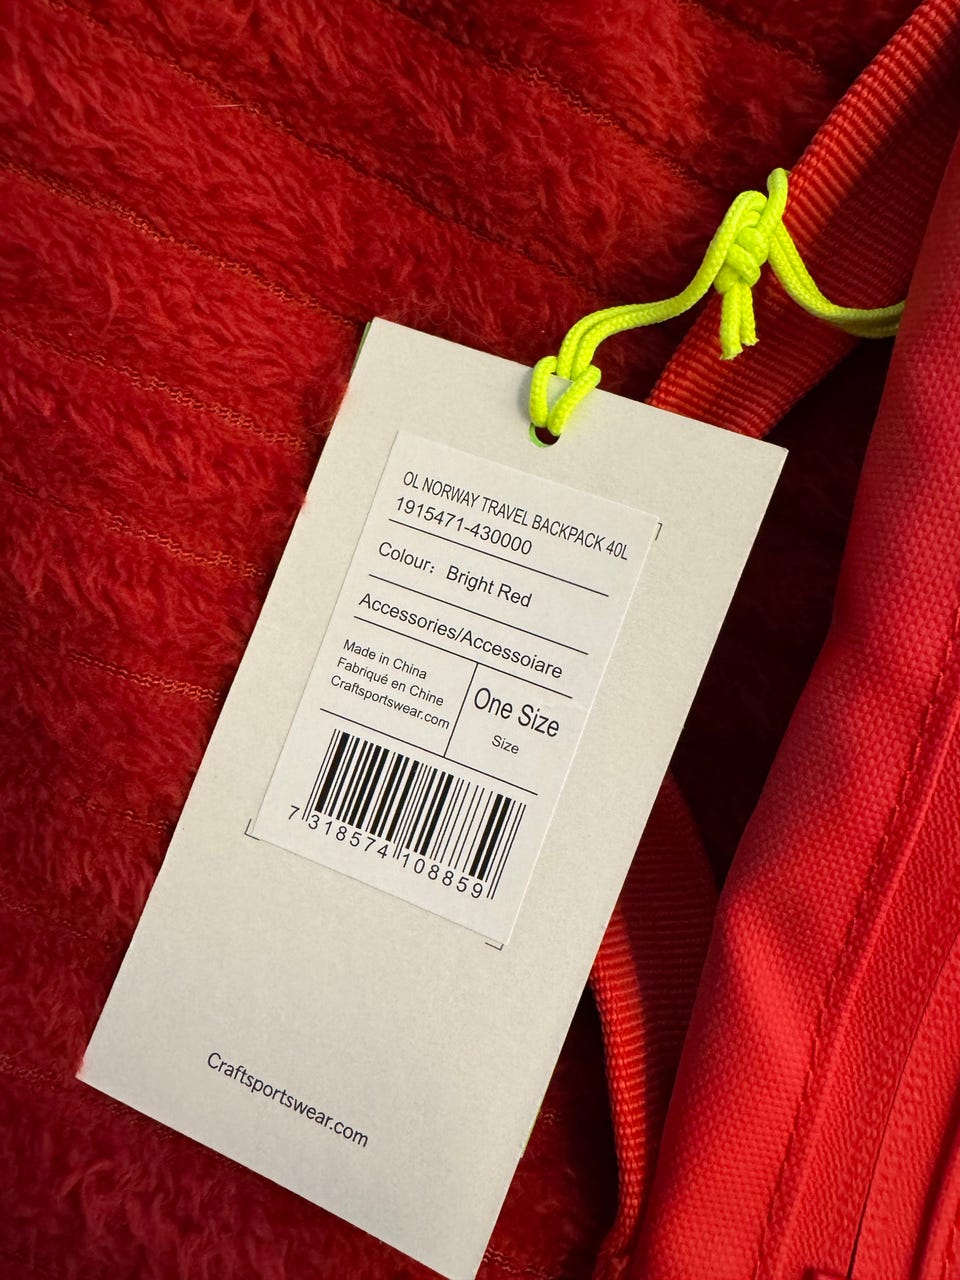 OL NORWAY TRAVEL BACKPACK 40L
1915471-430000
Colour: Bright Red
Accessories/Accessoiare
Made in China
Fabriqué en Chine
Craftsportswear.com
One Size
Size
7 318574 108859
Craftsportswear.com